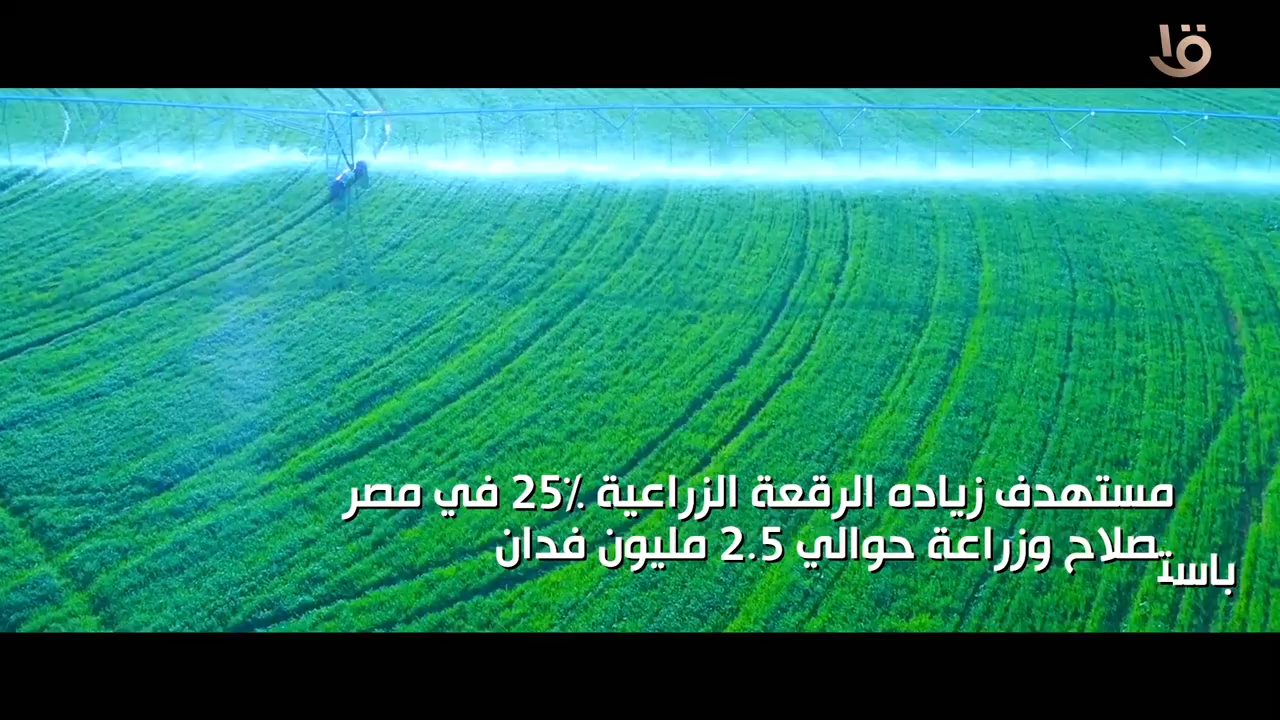 مستهدف زياده الرقعة الزراعية 25٪ في مصر
باستصلاح وزراعة حوالي 2.5 مليون فدان